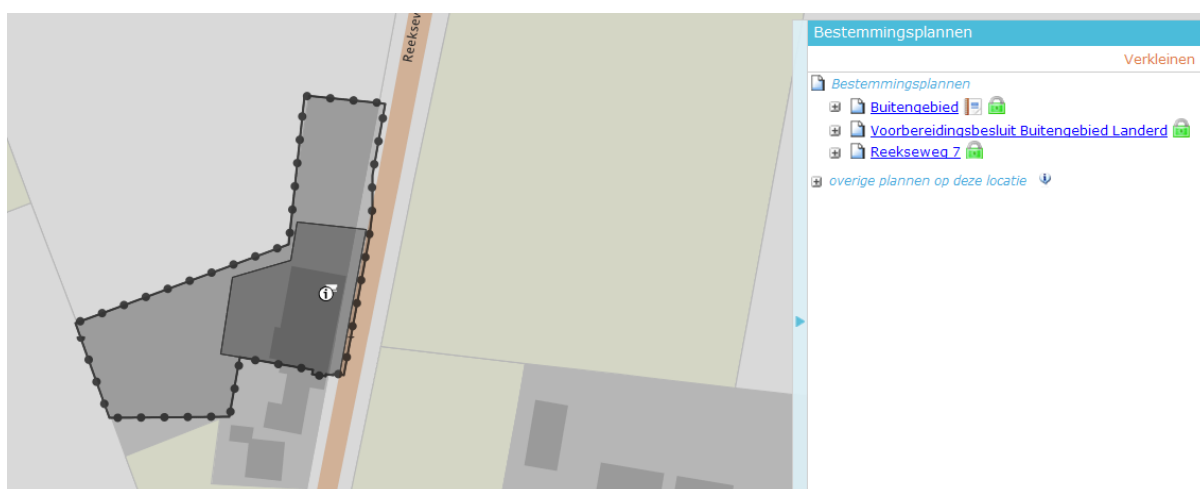 Reeksew
Bestemmingsplannen
Verkleinen
Bestemmingsplannen
Buitengebied
Voorbereidingsbesluit Buitengebied Landerd
Reekseweg 7
overige plannen op deze locatie